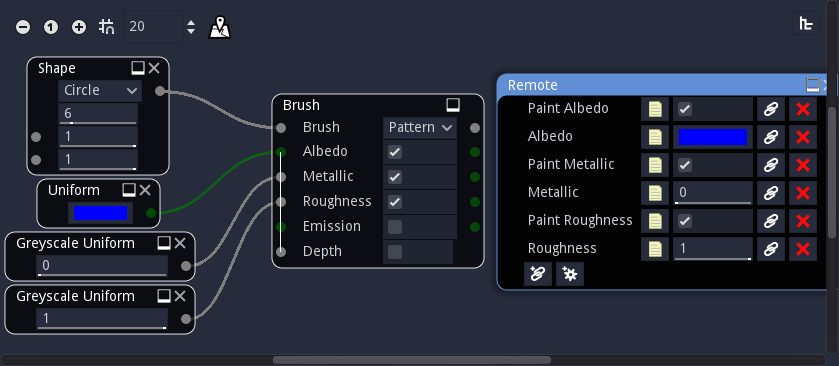 1
20
Shape
Circle
6
1
1
Uniform
Greyscale Uniform
0
Greyscale Uniform
1
Brush
Brush
Pattern
Albedo
Metallic
Roughness
Emission
Depth
Remote
Paint Albedo
Albedo
Paint Metallic
Metallic
0
Paint Roughness
Roughness
1